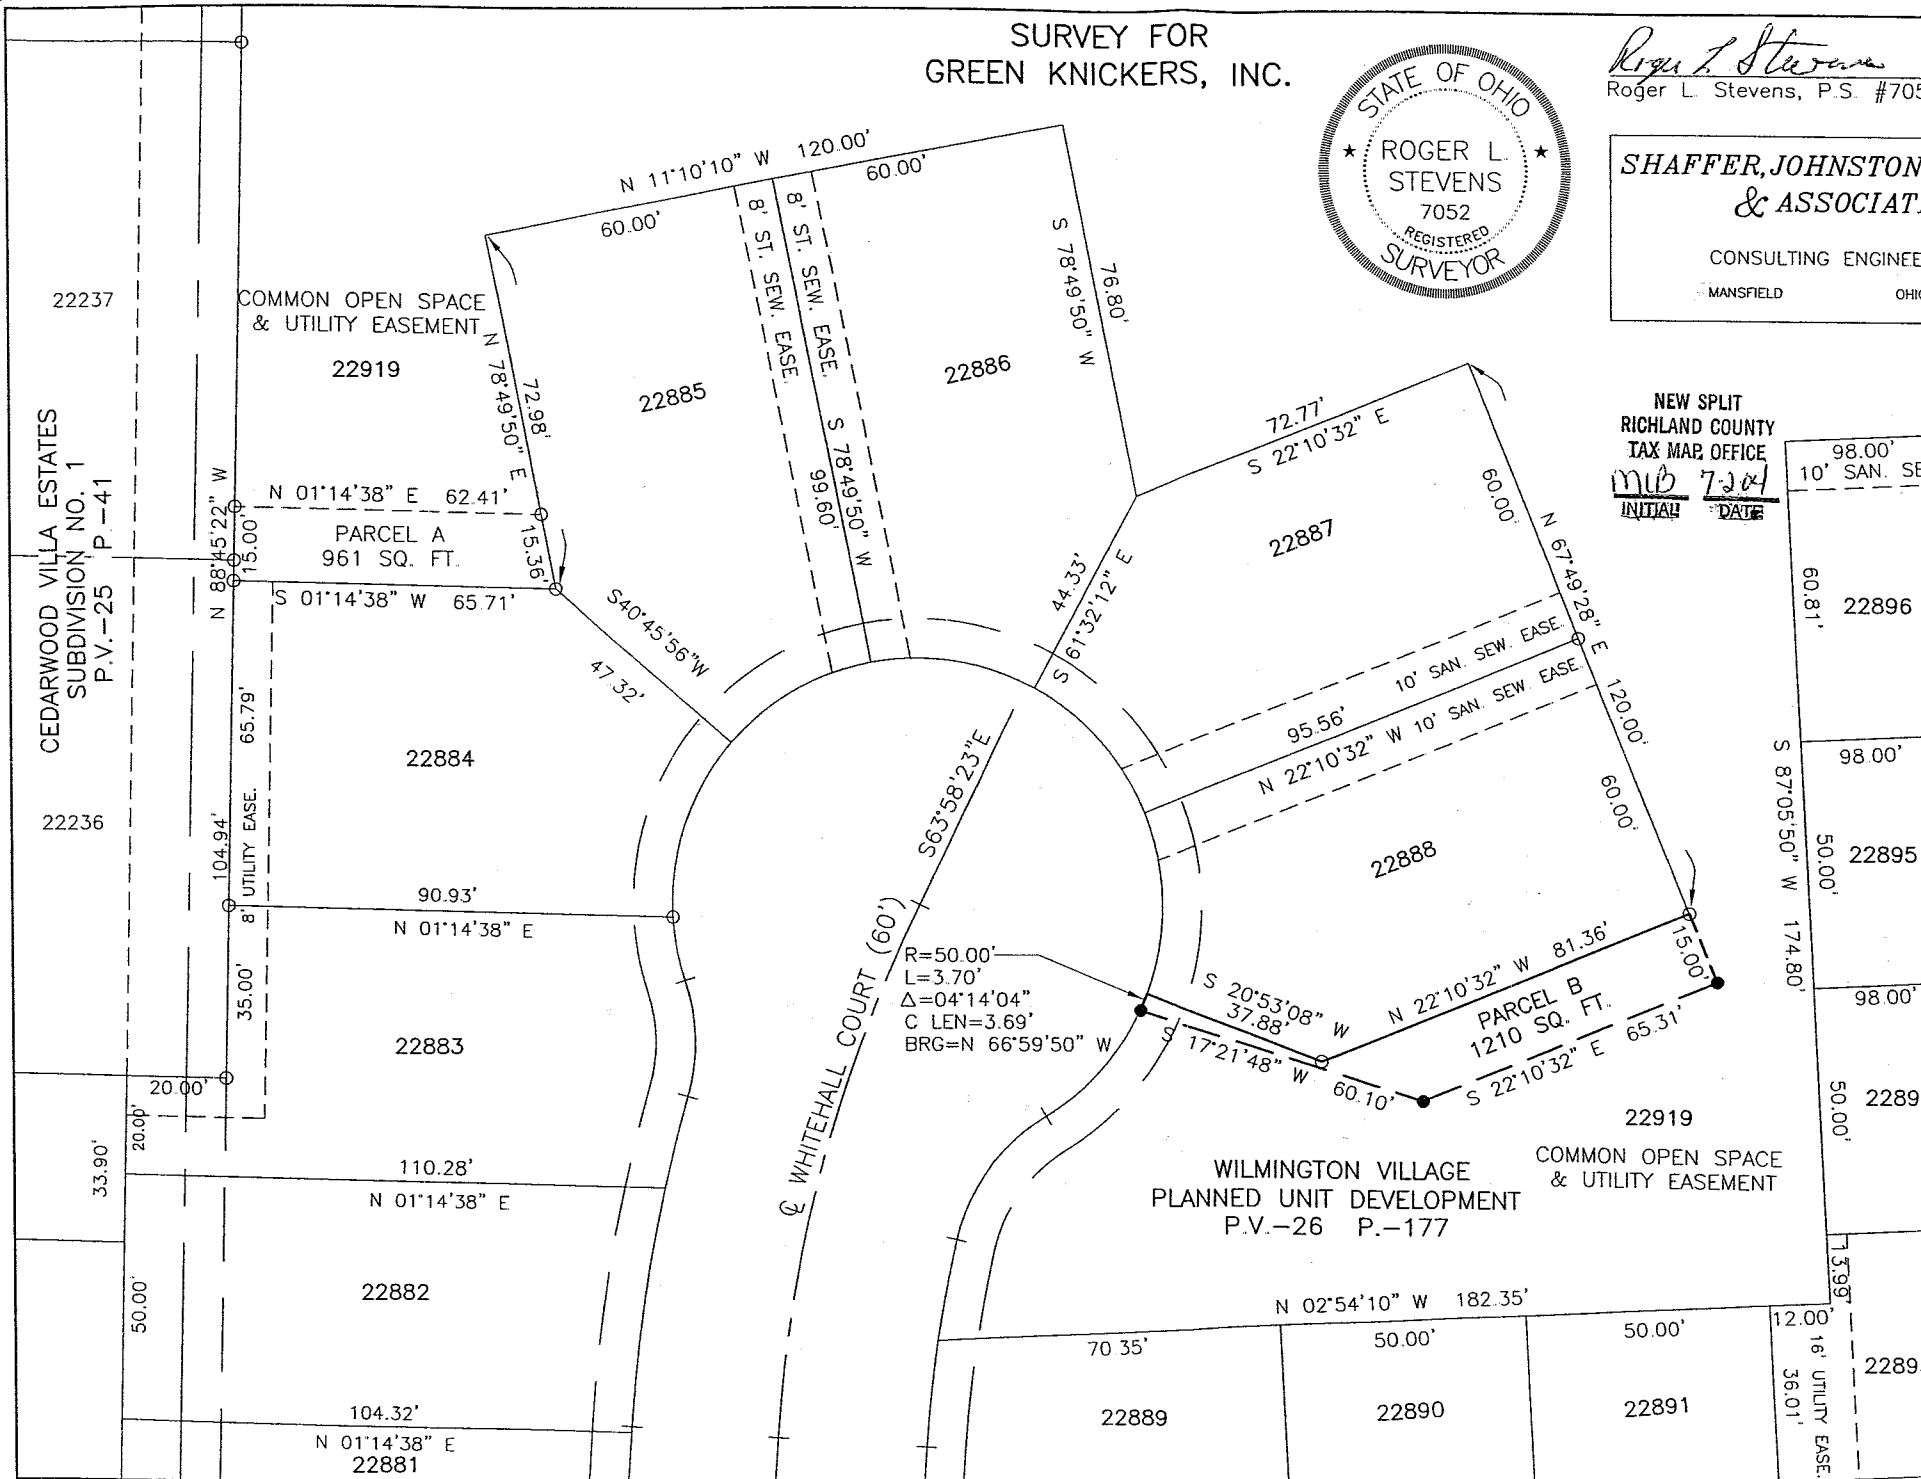 SURVEY FOR
GREEN KNICKERS, INC.
STATE OF OHIO
ROGER L.
STEVENS
7052
REGISTERED
SURVEYOR
Roger L. Stevens
Roger L. Stevens, P.S. #705
SHAFFER, JOHNSTON
& ASSOCIAT
CONSULTING ENGINEE
MANSFIELD OHIO
NEW SPLIT
RICHLAND COUNTY
TAX MAP OFFICE
MLB
INITIAL DATE
N 11°10'10" W 120.00'
60.00'
60.00'
8' ST. SEW. EASE.
8' ST. SEW. EASE.
S 78°49'50" W
99.60'
S 78°49'50" W
76.80'
22237
COMMON OPEN SPACE
& UTILITY EASEMENT
22919
N 78°49'50" E
72.98'
22885
22886
72.77'
S 22°10'32" E
CEDARWOOD VILLA ESTATES
SUBDIVISION NO. 1
P.V.-25 P.-41
N 88°45'22" W
15.00'
N 01°14'38" E 62.41'
PARCEL A
961 SQ. FT.
15.36'
S 01°14'38" W 65.71'
S40°45'56"W
47.32'
44.33'
S 61°32'12" E
22887
60.00'
N 67°49'28" E
120.00'
60.00'
10' SAN. SEW. EASE.
95.56'
N 22°10'32" W 10' SAN. SEW. EASE.
98.00'
10' SAN. SE
60.81'
22896
S 87°05'50" W 174.80'
98.00'
50.00'
22895
98.00'
50.00'
2289
22236
104.94'
65.79'
8' UTILITY EASE.
22884
90.93'
N 01°14'38" E
35.00'
22883
20.00'
20.00'
33.90'
110.28'
N 01°14'38" E
22882
50.00'
104.32'
N 01°14'38" E
22881
S63°58'23"E
℄ WHITEHALL COURT (60')
R=50.00'
L=3.70'
Δ=04°14'04"
C LEN=3.69'
BRG=N 66°59'50" W
22888
S 20°53'08" W
37.88'
N 22°10'32" W 81.36'
15.00'
PARCEL B
1210 SQ. FT.
S 17°21'48" W 60.10'
S 22°10'32" E 65.31'
22919
COMMON OPEN SPACE
& UTILITY EASEMENT
WILMINGTON VILLAGE
PLANNED UNIT DEVELOPMENT
P.V.-26 P.-177
N 02°54'10" W 182.35'
13.99'
12.00'
70.35'
50.00'
50.00'
16' UTILITY EASE.
36.01'
2289
22889
22890
22891